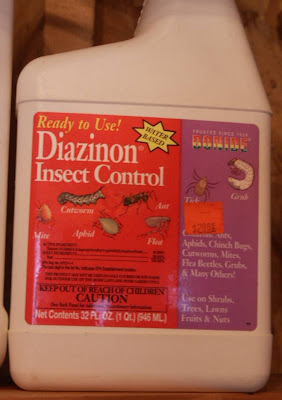 Ready to Use!
WATER
BASED
Diazinon®
Insect Control
TRUSTED SINCE 1926
BONIDE
Cutworm
Ant
Tick
Grub
Mite
Aphid
Flea
Ants,
Aphids, Chinch Bugs,
Cutworms, Mites,
Flea Beetles, Grubs,
& Many Others!
KEEP OUT OF REACH OF CHILDREN
CAUTION
Net Contents 32 FL. OZ. (1 Qt.) (946 ML.)
Use on Shrubs,
Trees, Lawns
Fruits & Nuts